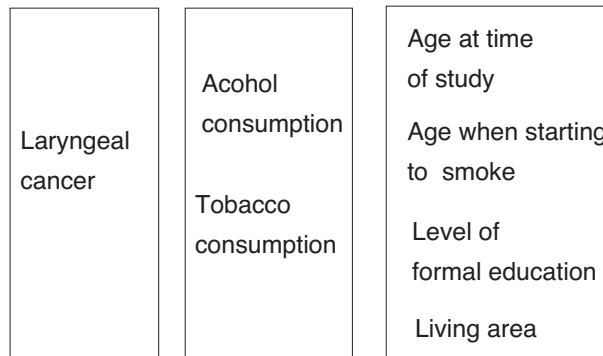 Laryngeal
cancer
Acohol
consumption
Tobacco
consumption
Age at time
of study
Age when starting
to smoke
Level of
formal education
Living area